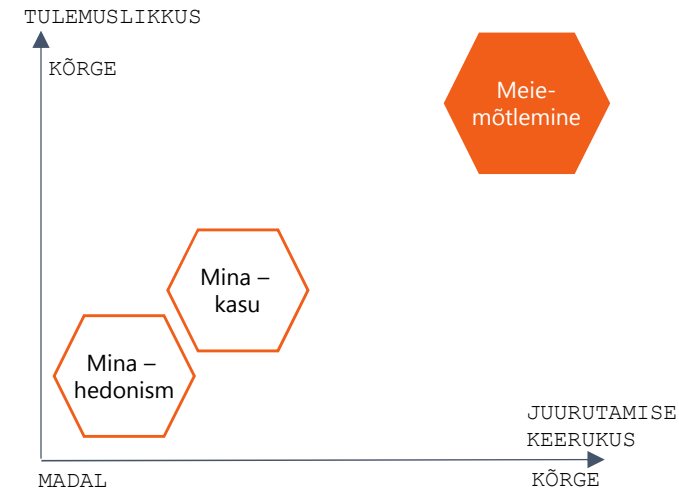 TULEMUSLIKKUS
KÕRGE
Meie-
mõtlemine
Mina –
kasu
Mina –
hedonism
JUURUTAMISE
KEERUKUS
MADAL
KÕRGE